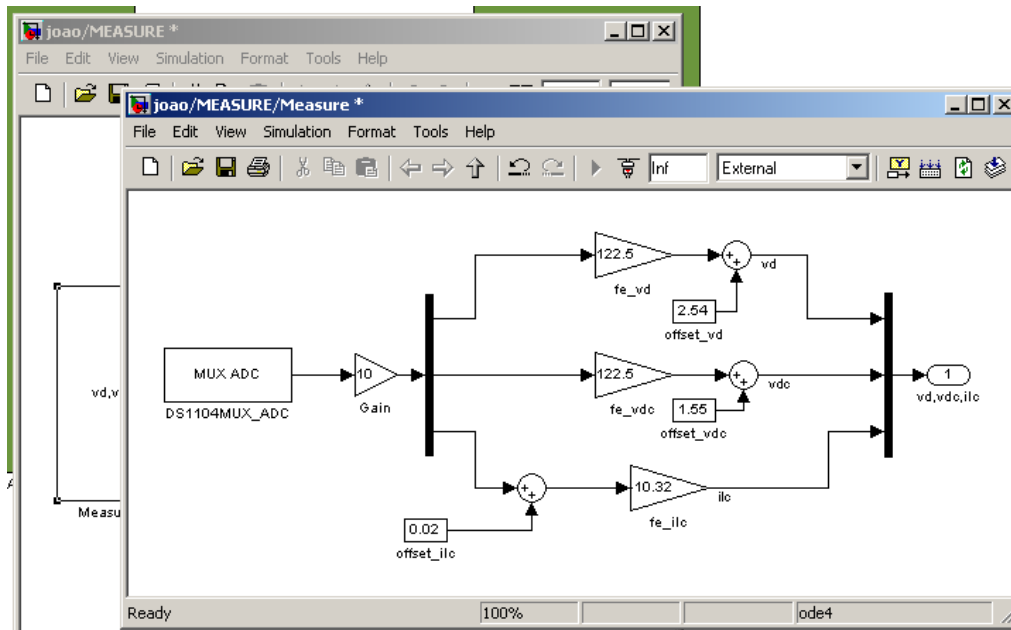 joao/MEASURE *
File Edit View Simulation Format Tools Help
joao/MEASURE/Measure *
File Edit View Simulation Format Tools Help
Inf External
122.5
vd
fe_vd
2.54
offset_vd
MUX ADC
DS1104MUX_ADC
10
Gain
122.5
vdc
fe_vdc
1.55
offset_vdc
1
vd,vdc,ilc
10.32
ilc
fe_ilc
0.02
offset_ilc
vd,v
Measu
Ready 100% ode4